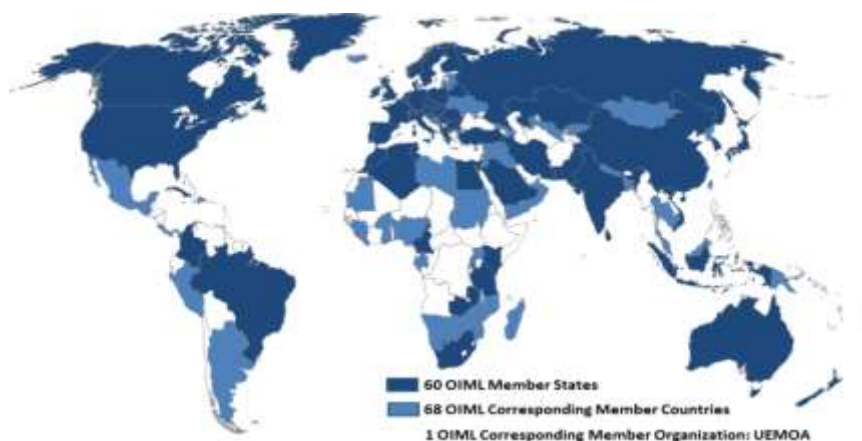 60 OIML Member States
68 OIML Corresponding Member Countries
1 OIML Corresponding Member Organization: UEMOA